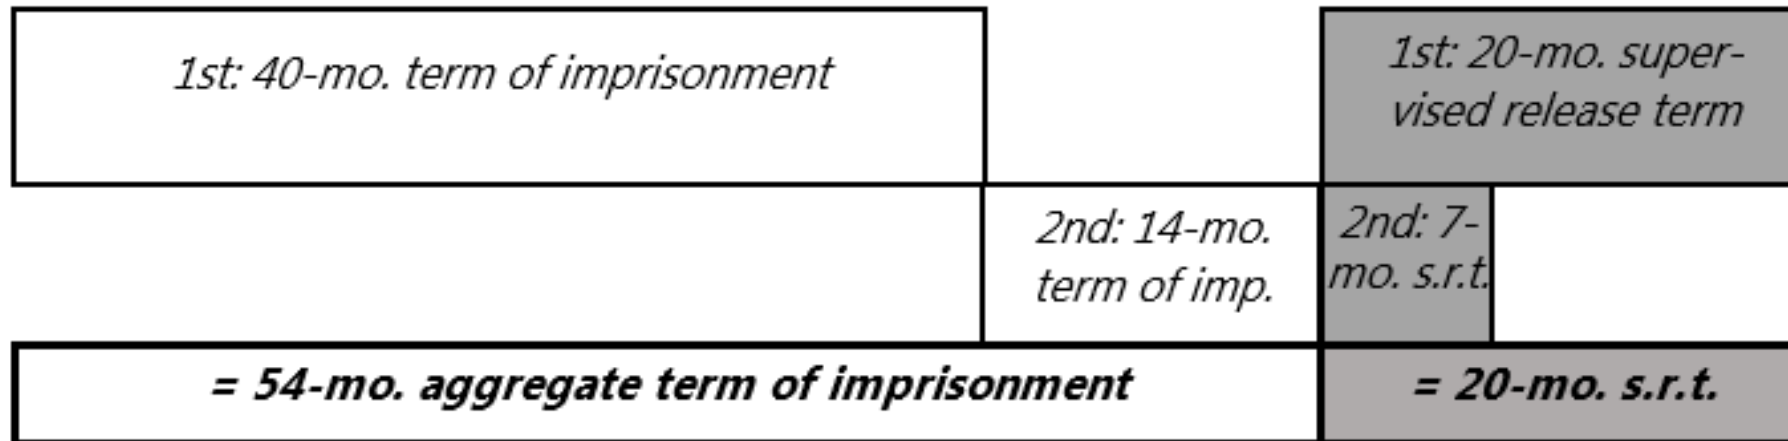 1st: 40-mo. term of imprisonment
1st: 20-mo. super-
vised release term
2nd: 14-mo.
term of imp.
2nd: 7-
mo. s.r.t.
= 54-mo. aggregate term of imprisonment
= 20-mo. s.r.t.